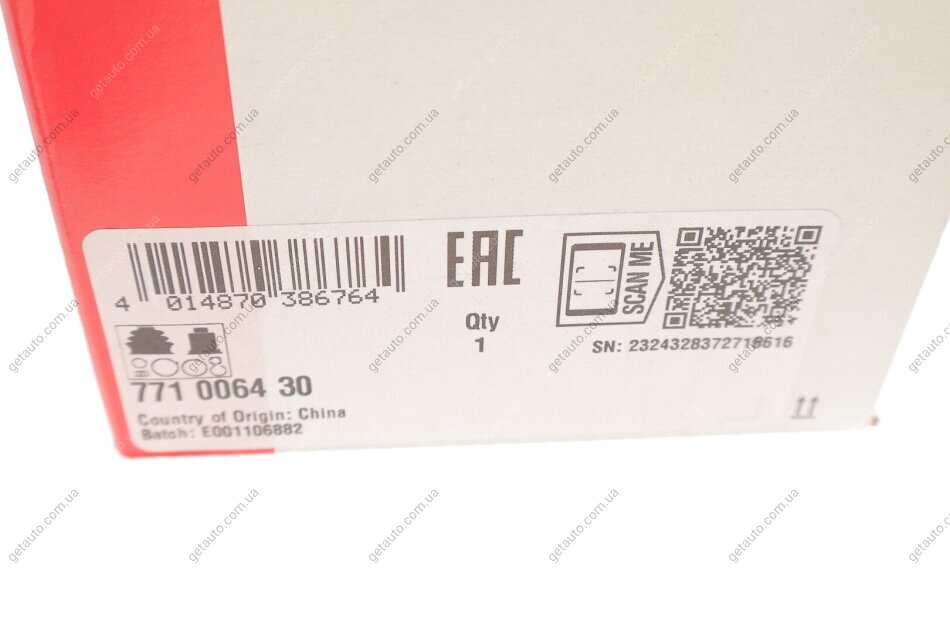 4 014870 386764
EAC
SCAN ME
Qty
1
SN: 2324328372718616
771 0064 30
Country of Origin: China
Batch: E001106882
getauto.com.ua